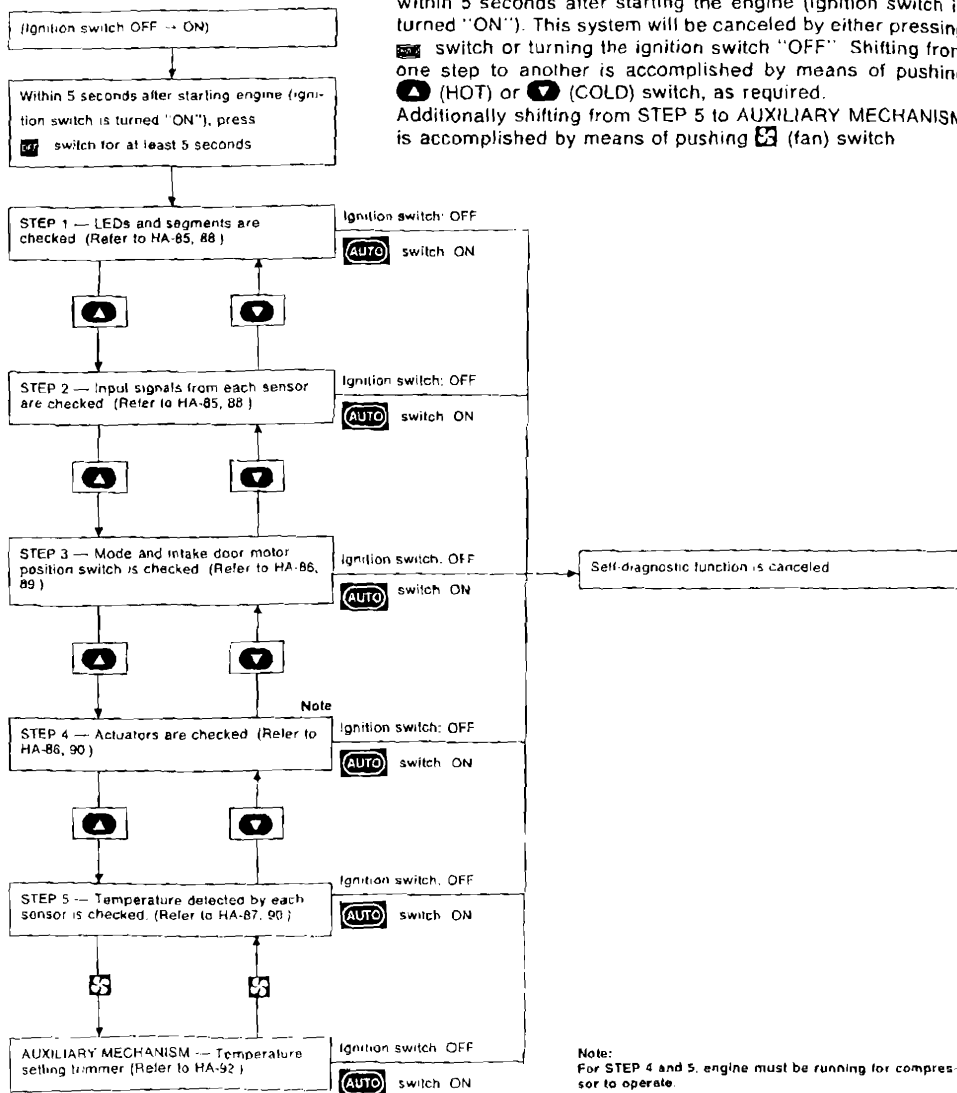 (Ignition switch OFF → ON)
within 5 seconds after starting the engine (ignition switch i
turned "ON"). This system will be canceled by either pressing
switch or turning the ignition switch "OFF" Shifting from
one step to another is accomplished by means of pushing
(HOT) or (COLD) switch, as required.
Additionally shifting from STEP 5 to AUXILIARY MECHANISM
is accomplished by means of pushing (fan) switch
Within 5 seconds after starting engine (igni-
tion switch is turned "ON"), press
switch for at least 5 seconds
STEP 1 — LEDs and segments are
checked (Refer to HA-85, 88)
Ignition switch: OFF
AUTO switch ON
STEP 2 — Input signals from each sensor
are checked (Refer to HA-85, 88)
Ignition switch: OFF
AUTO switch ON
STEP 3 — Mode and intake door motor
position switch is checked (Refer to HA-86,
89)
Ignition switch. OFF
AUTO switch ON
Self-diagnostic function is canceled
Note
STEP 4 — Actuators are checked (Refer to
HA-86, 90)
Ignition switch: OFF
AUTO switch ON
STEP 5 — Temperature detected by each
sensor is checked. (Refer to HA-87, 90)
Ignition switch. OFF
AUTO switch ON
AUXILIARY MECHANISM — Temperature
setting trimmer (Refer to HA-92)
Ignition switch OFF
AUTO switch ON
Note:
For STEP 4 and 5, engine must be running for compres-
sor to operate.